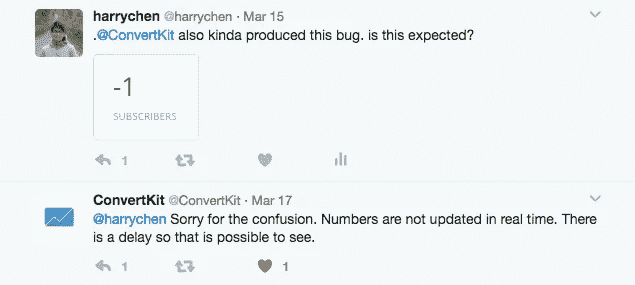 harrychen @harrychen · Mar 15
.@ConvertKit also kinda produced this bug. is this expected?
-1
SUBSCRIBERS
1
ConvertKit @ConvertKit · Mar 17
@harrychen Sorry for the confusion. Numbers are not updated in real time. There
is a delay so that is possible to see.
1 1